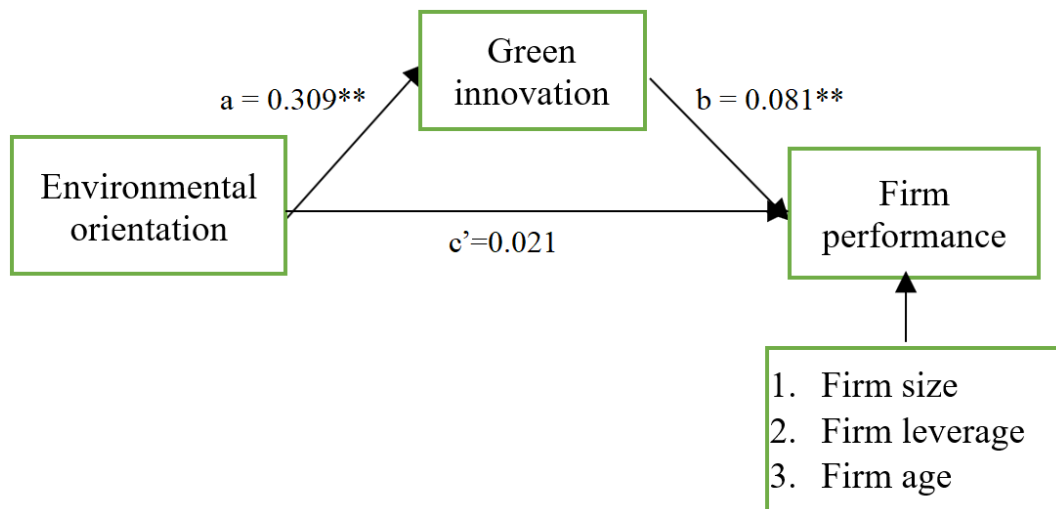 Green
innovation
a = 0.309**
b = 0.081**
Environmental
orientation
Firm
performance
c’=0.021
1. Firm size
2. Firm leverage
3. Firm age